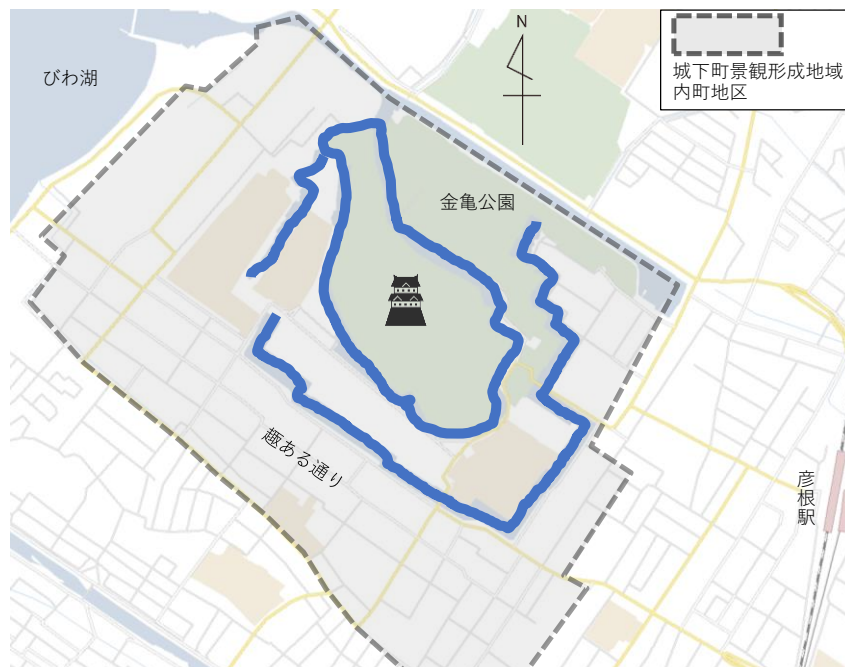 N
びわ湖
城下町景観形成地域
内町地区
金亀公園
趣ある通り
彦根駅